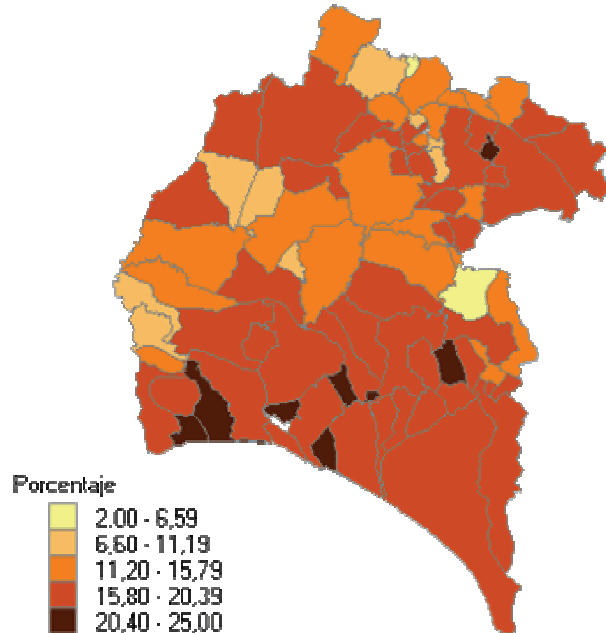 Porcentaje
2,00 - 6,59
6,60 - 11,19
11,20 - 15,79
15,80 - 20,39
20,40 - 25,00